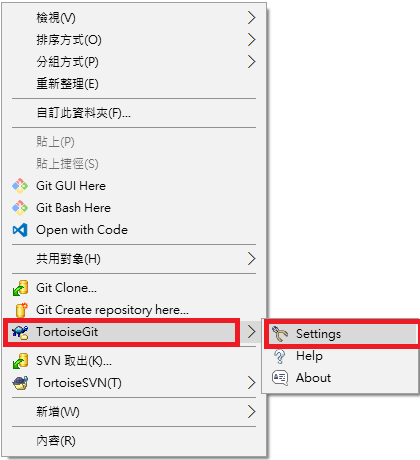 檢視(V)
排序方式(O)
分組方式(P)
重新整理(E)
自訂此資料夾(F)...
貼上(P)
貼上捷徑(S)
Git GUI Here
Git Bash Here
Open with Code
共用對象(H)
Git Clone...
Git Create repository here...
TortoiseGit
Settings
Help
About
SVN 取出(K)...
TortoiseSVN(T)
新增(W)
內容(R)